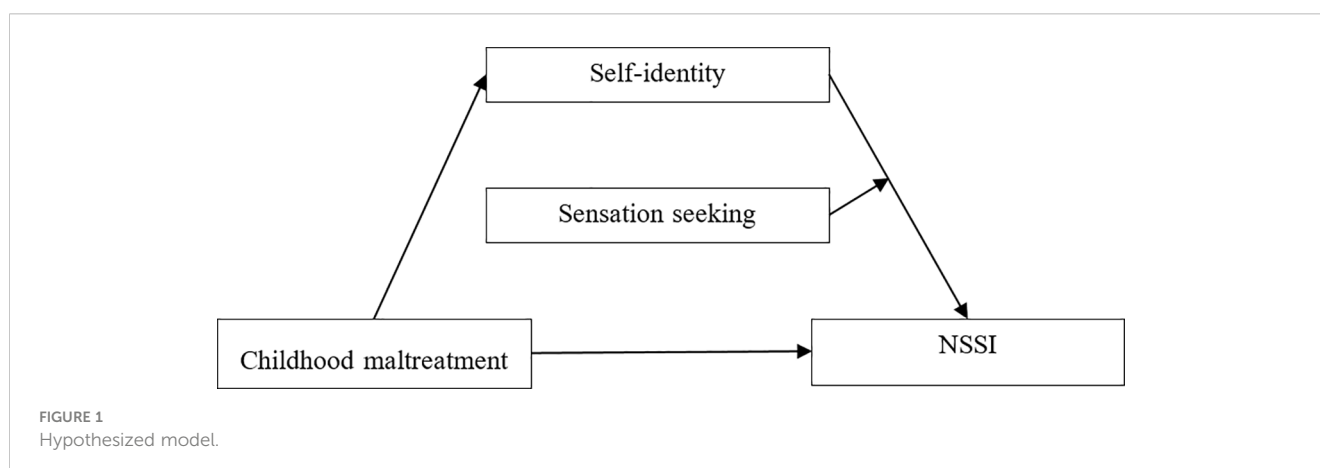 Self-identity
Sensation seeking
Childhood maltreatment
NSSI
FIGURE 1
Hypothesized model.